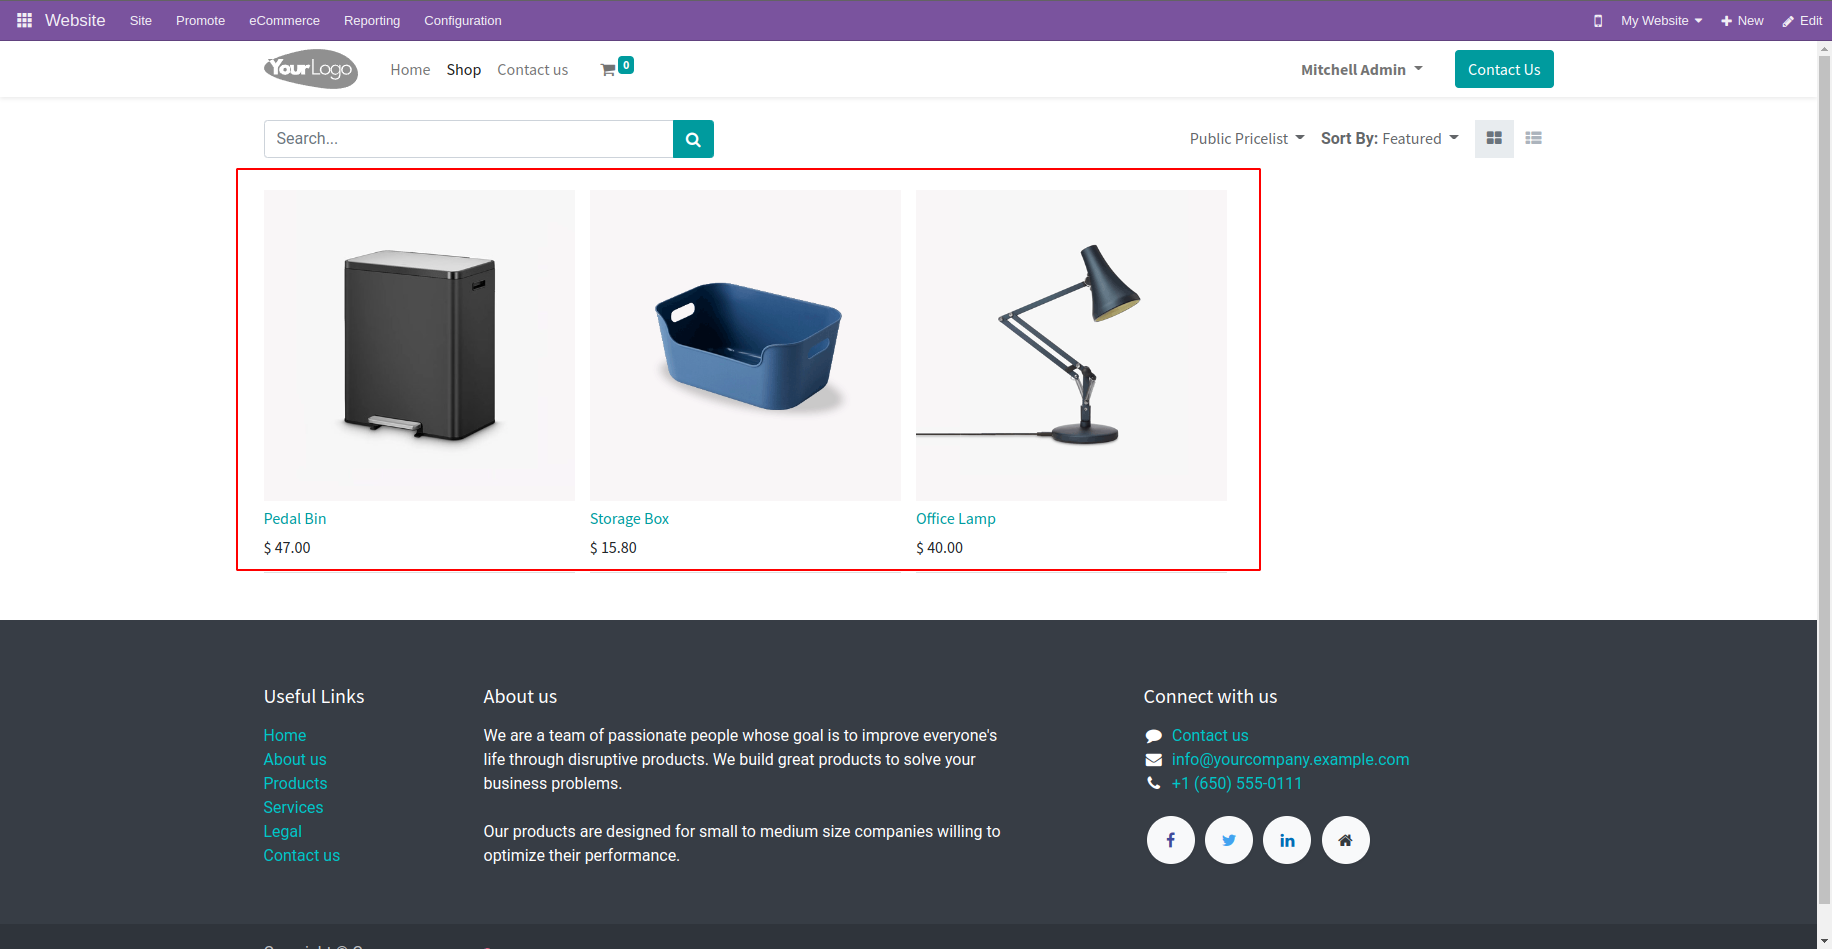 Website Site Promote eCommerce Reporting Configuration My Website New Edit
YourLogo Home Shop Contact us 0 Mitchell Admin Contact Us
Search... Public Pricelist Sort By: Featured
Pedal Bin Storage Box Office Lamp
$ 47.00 $ 15.80 $ 40.00
Useful Links About us Connect with us
Home We are a team of passionate people whose goal is to improve everyone's Contact us
About us life through disruptive products. We build great products to solve your info@yourcompany.example.com
Products business problems. +1 (650) 555-0111
Services
Legal Our products are designed for small to medium size companies willing to
Contact us optimize their performance.